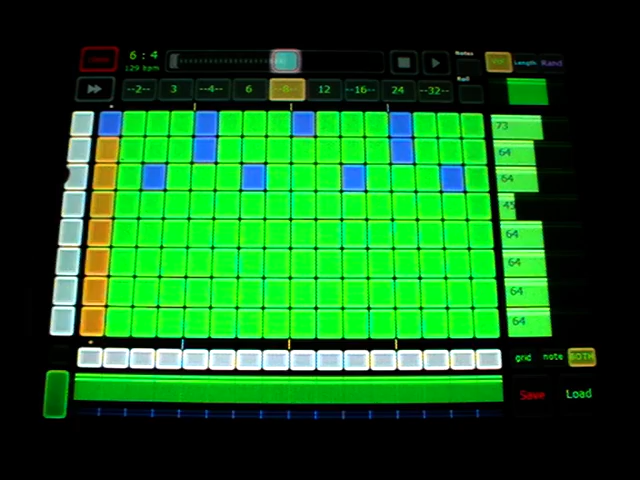 6 : 4
129 bpm
Notes
Length Rand
Roll
--2-- 3 --4-- 6 --8-- 12 --16-- 24 --32--
73
64
64
45
64
64
64
64
grid note BOTH
Save Load